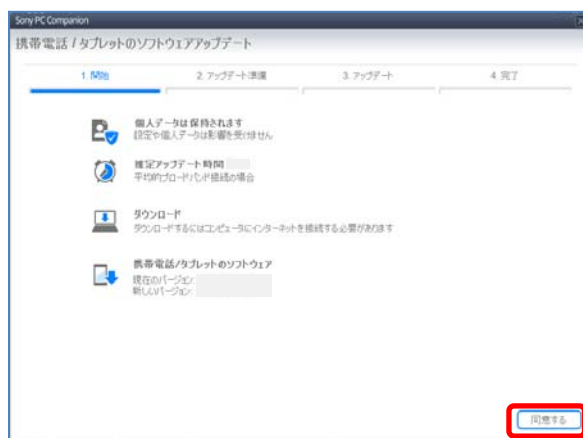 Sony PC Companion
携帯電話 / タブレットのソフトウェアアップデート
1. 開始
2. アップデート準備
3. アップデート
4. 完了
個人データは保持されます
設定や個人データは影響を受けません
推定アップデート時間
平均的ブロードバンド接続の場合
ダウンロード
ダウンロードするにはコンピュータにインターネットを接続する必要があります
携帯電話/タブレットのソフトウェア
現在のバージョン:
新しいバージョン:
同意する